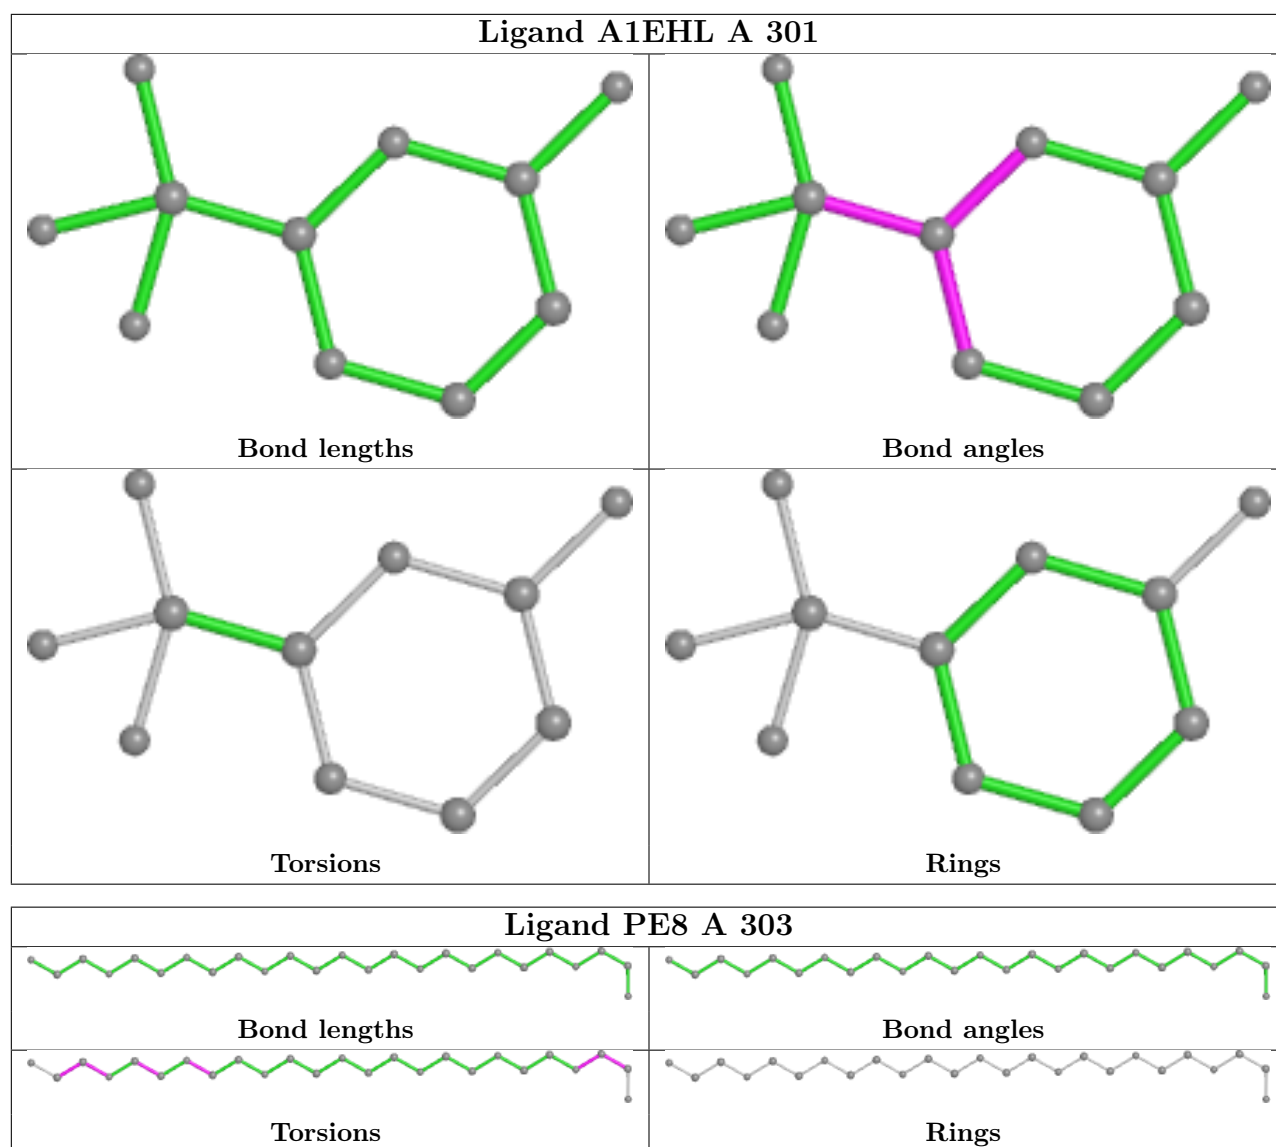 Ligand A1EHL A 301
Bond lengths
Bond angles
Torsions
Rings
Ligand PE8 A 303
Bond lengths
Bond angles
Torsions
Rings